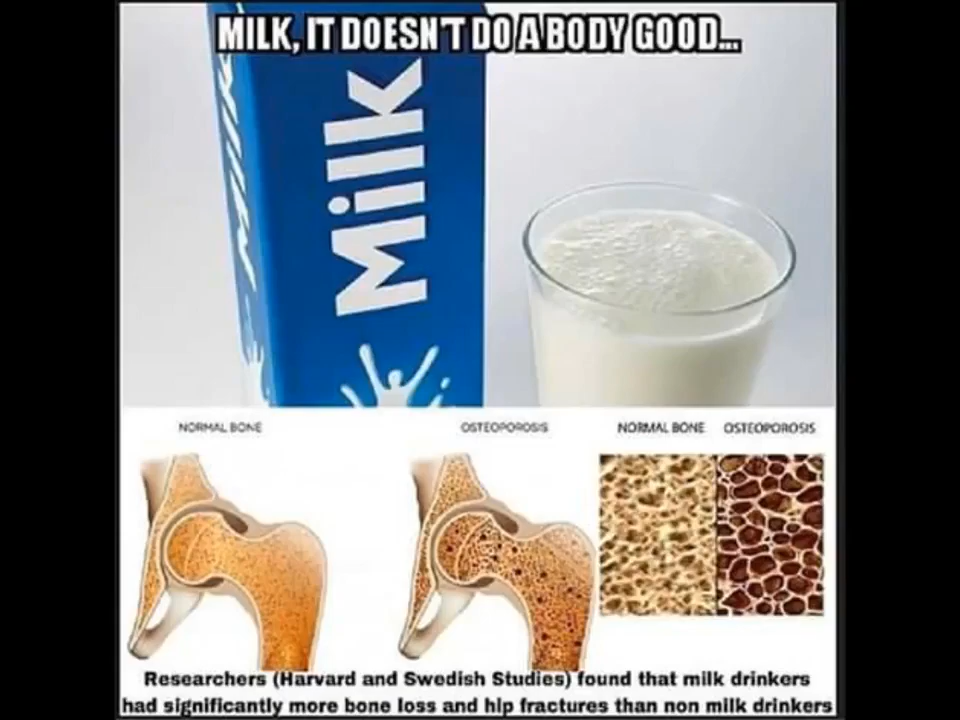 MILK, IT DOESN'T DO A BODY GOOD...
Milk
Milk
NORMAL BONE
OSTEOPOROSIS
NORMAL BONE
OSTEOPOROSIS
Researchers (Harvard and Swedish Studies) found that milk drinkers
had significantly more bone loss and hip fractures than non milk drinkers